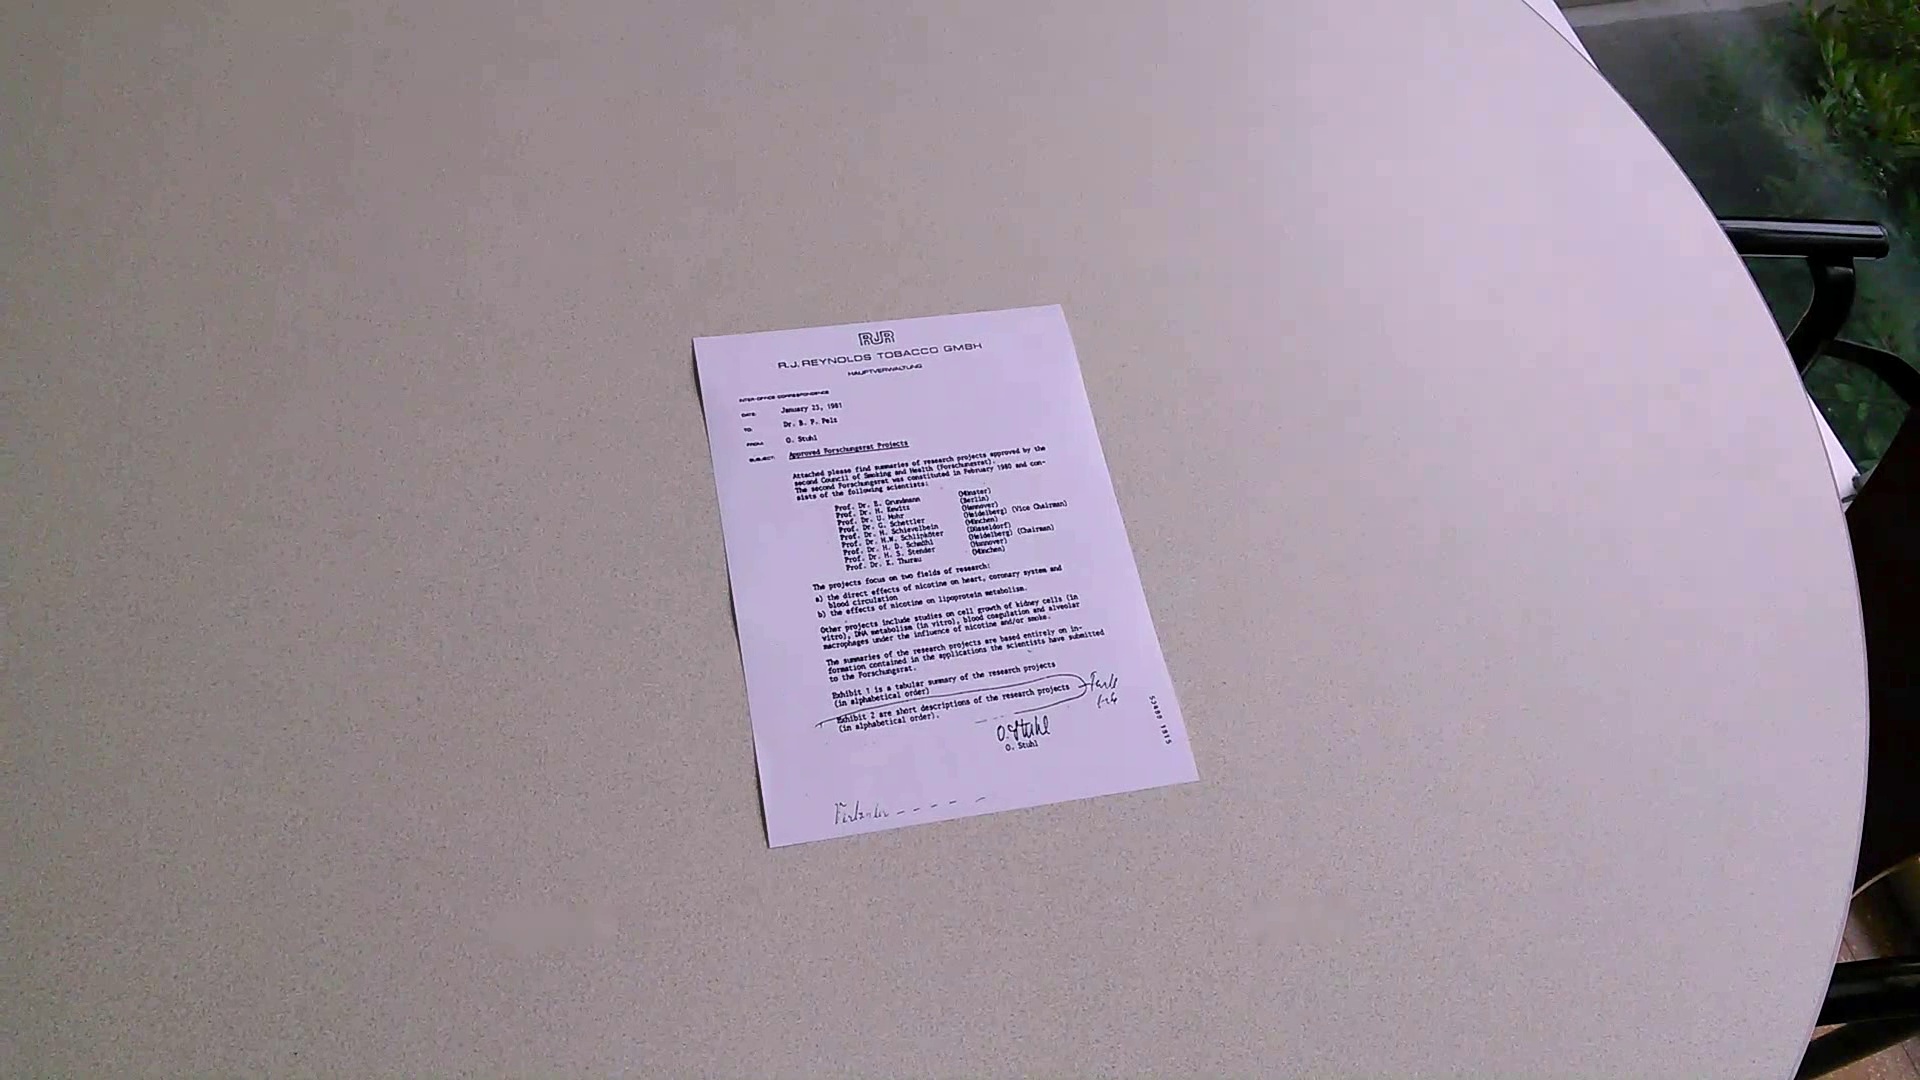 RJR
R.J. REYNOLDS TOBACCO GMBH
HAUPTVERWALTUNG
INTER-OFFICE CORRESPONDENCE
DATE: January 23, 1981
TO: Dr. B. P. Pelz
FROM: O. Stuhl
SUBJECT: Approved Forschungsrat Projects
Attached please find summaries of research projects approved by the
second Council of Smoking and Health (Forschungsrat).
The second Forschungsrat was constituted in February 1980 and con-
sists of the following scientists:
Prof. Dr. E. Grundmann (Münster)
Prof. Dr. H. Kewitz (Berlin)
Prof. Dr. U. Mohr (Hannover)
Prof. Dr. G. Schettler (Heidelberg) (Vice Chairman)
Prof. Dr. H. Schievelbein (München)
Prof. Dr. H.W. Schlipköter (Düsseldorf)
Prof. Dr. H. D. Schmähl (Heidelberg) (Chairman)
Prof. Dr. H. S. Stender (Hannover)
Prof. Dr. K. Thurau (München)
The projects focus on two fields of research:
a) the direct effects of nicotine on heart, coronary system and
blood circulation
b) the effects of nicotine on lipoprotein metabolism.
Other projects include studies on cell growth of kidney cells (in
vitro), DNA metabolism (in vitro), blood coagulation and alveolar
macrophages under the influence of nicotine and/or smoke.
The summaries of the research projects are based entirely on in-
formation contained in the applications the scientists have submitted
to the Forschungsrat.
Exhibit 1 is a tabular summary of the research projects
(in alphabetical order)
Exhibit 2 are short descriptions of the research projects
(in alphabetical order).
O. Stuhl
O. Stuhl